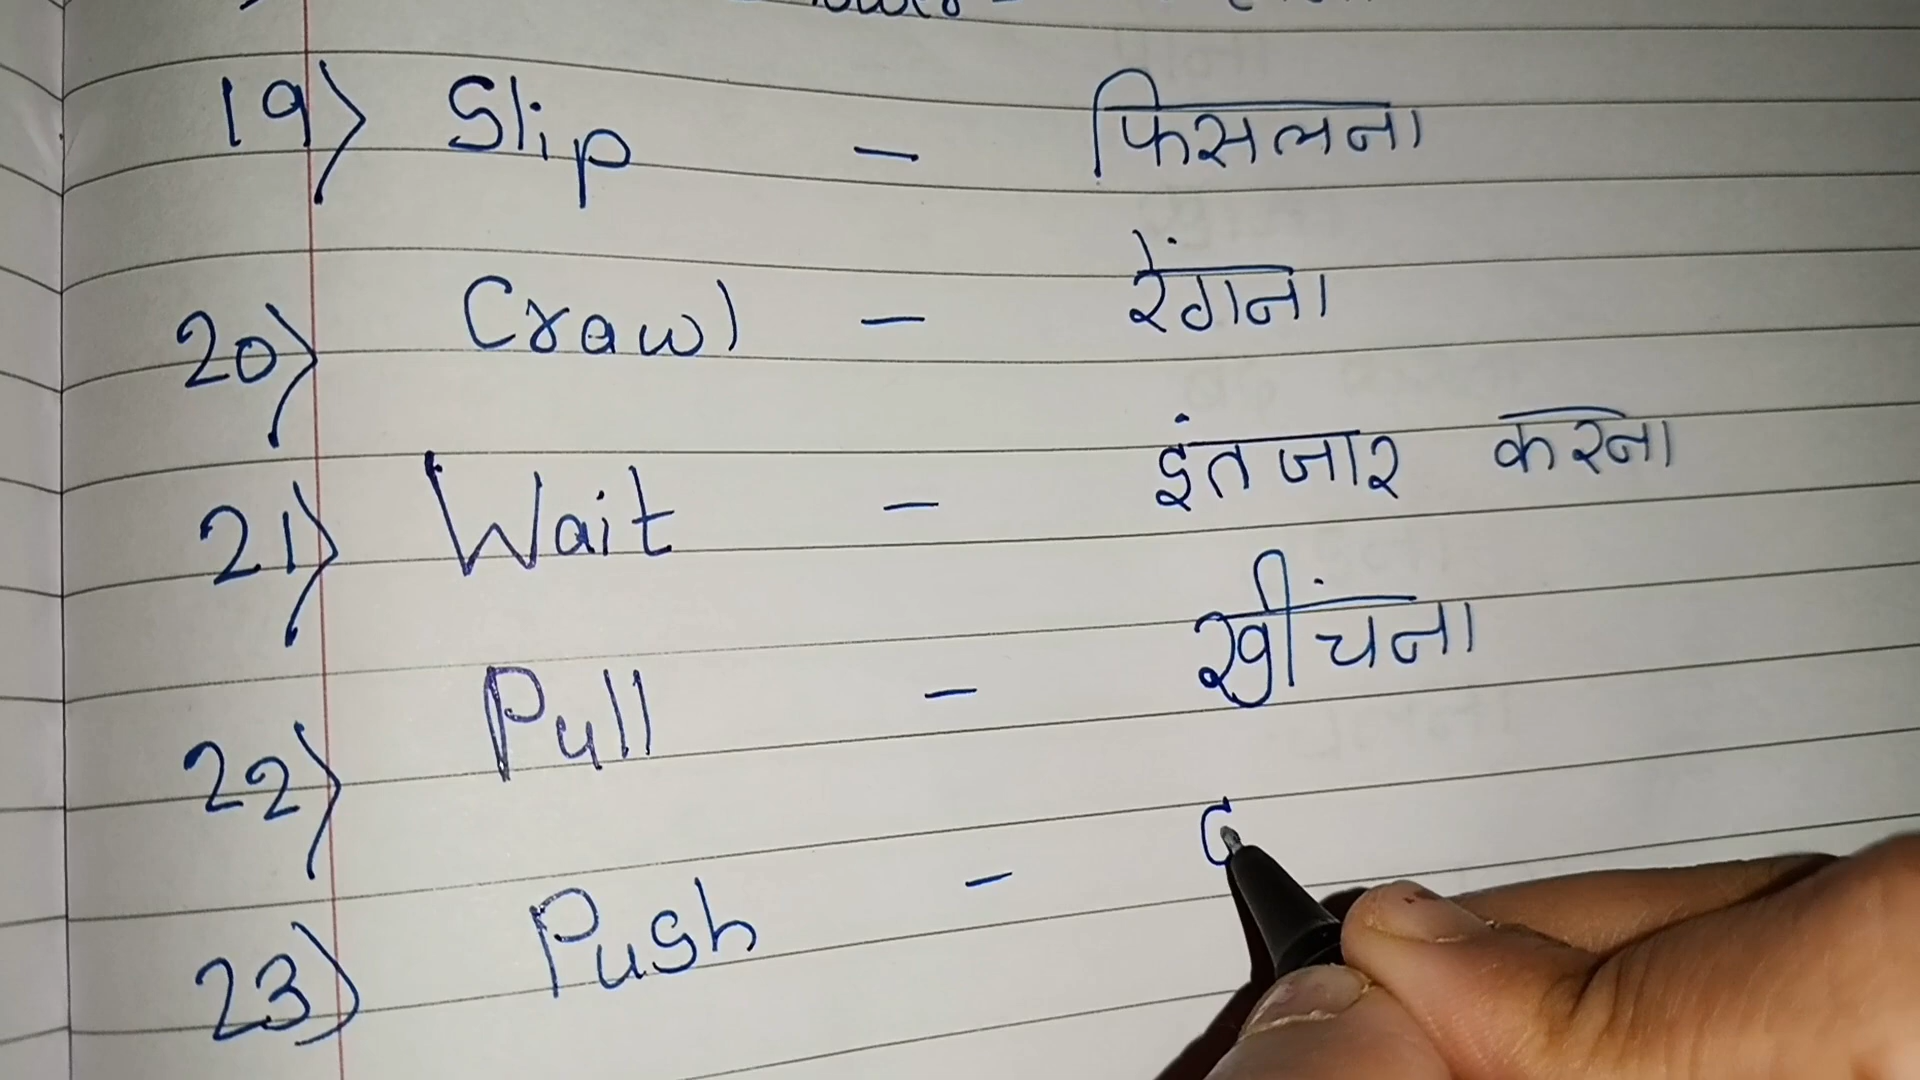 19) Slip - फिसलना
20) Crawl - रेंगना
21) Wait - इंतजार करना
22) Pull - खींचना
23) Push -